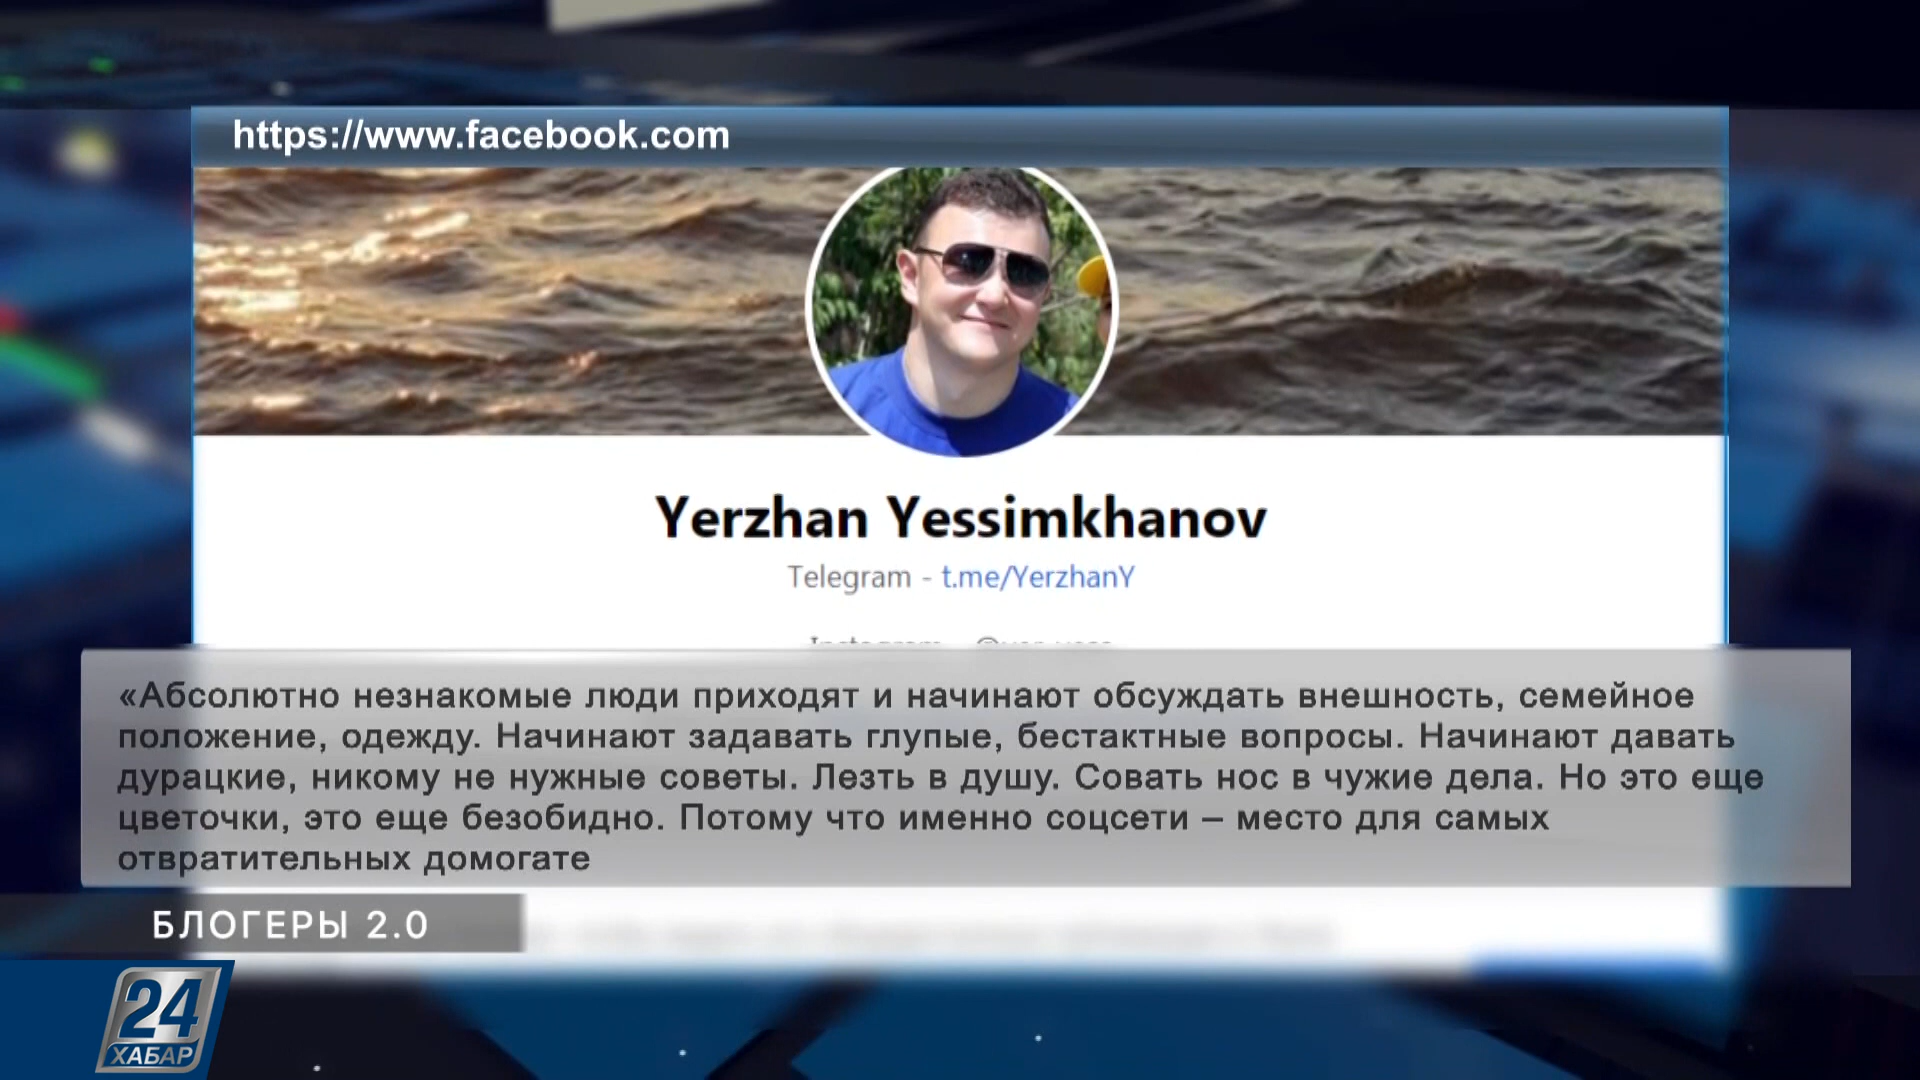 https://www.facebook.com
Yerzhan Yessimkhanov
Telegram - t.me/YerzhanY
«Абсолютно незнакомые люди приходят и начинают обсуждать внешность, семейное
положение, одежду. Начинают задавать глупые, бестактные вопросы. Начинают давать
дурацкие, никому не нужные советы. Лезть в душу. Совать нос в чужие дела. Но это еще
цветочки, это еще безобидно. Потому что именно соцсети – место для самых
отвратительных домогате
БЛОГЕРЫ 2.0
24
ХАБАР